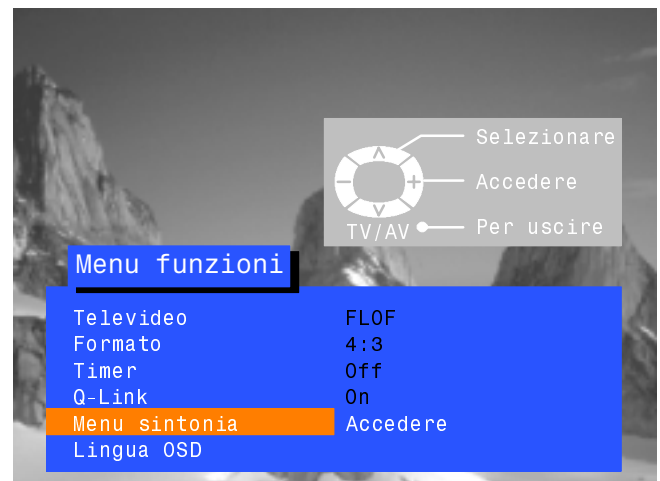 Selezionare
Accedere
TV/AV Per uscire
Menu funzioni
Televideo FLOF
Formato 4:3
Timer Off
Q-Link On
Menu sintonia Accedere
Lingua OSD